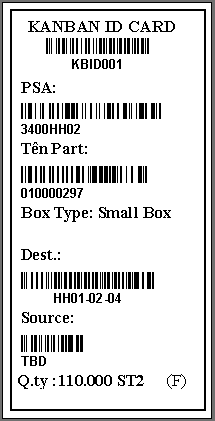 KANBAN ID CARD
KBID001
PSA:
3400HH02
Tên Part:
010000297
Box Type: Small Box
Dest.:
HH01-02-04
Source:
TBD
Q.ty :110.000 ST2 (F)